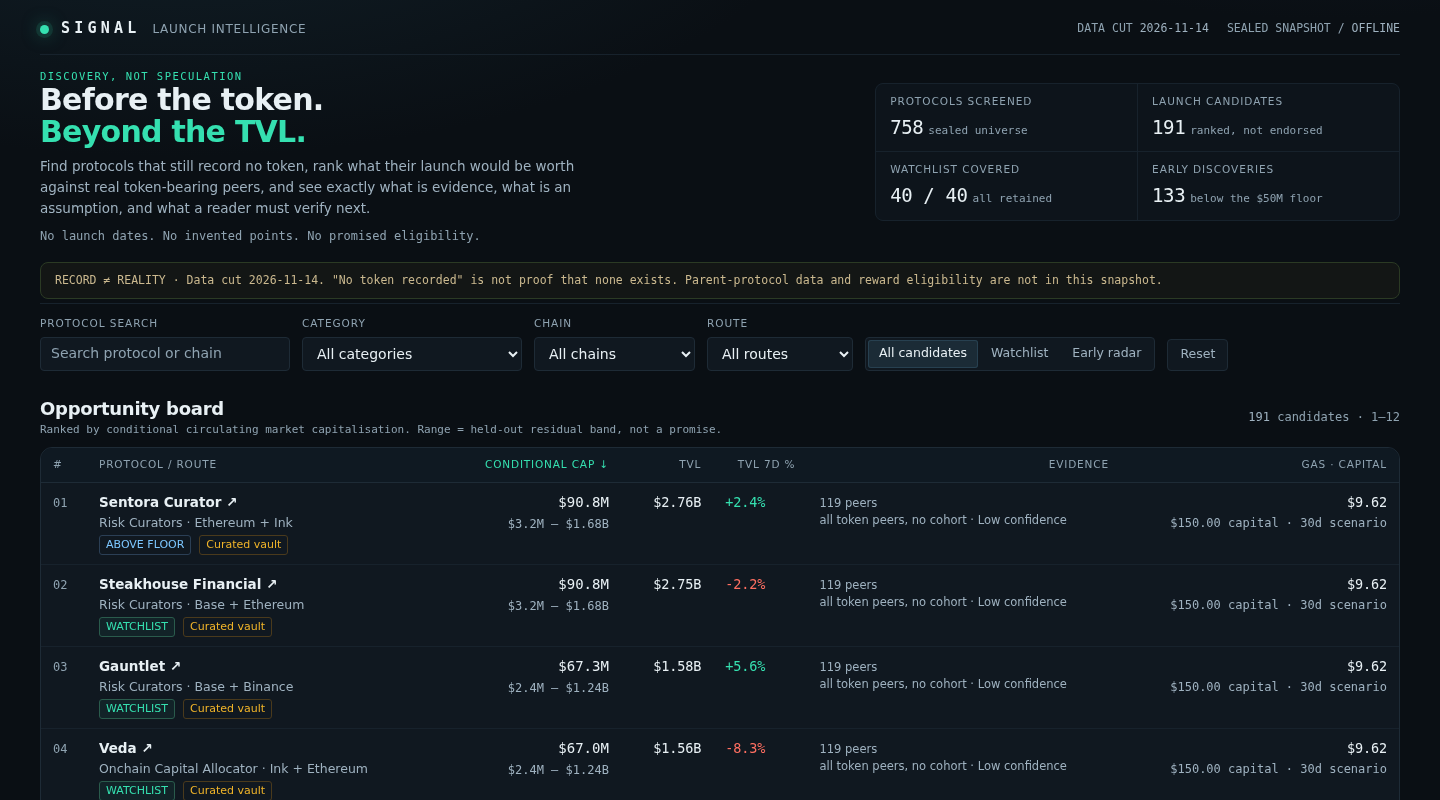 SIGNAL LAUNCH INTELLIGENCE
DATA CUT 2026-11-14 SEALED SNAPSHOT / OFFLINE
DISCOVERY, NOT SPECULATION
Before the token.
Beyond the TVL.
Find protocols that still record no token, rank what their launch would be worth
against real token-bearing peers, and see exactly what is evidence, what is an
assumption, and what a reader must verify next.
No launch dates. No invented points. No promised eligibility.
PROTOCOLS SCREENED
758 sealed universe
LAUNCH CANDIDATES
191 ranked, not endorsed
WATCHLIST COVERED
40 / 40 all retained
EARLY DISCOVERIES
133 below the $50M floor
RECORD ≠ REALITY · Data cut 2026-11-14. "No token recorded" is not proof that none exists. Parent-protocol data and reward eligibility are not in this snapshot.
PROTOCOL SEARCH CATEGORY CHAIN ROUTE
Search protocol or chain All categories All chains All routes All candidates Watchlist Early radar Reset
Opportunity board
191 candidates · 1–12
Ranked by conditional circulating market capitalisation. Range = held-out residual band, not a promise.
# PROTOCOL / ROUTE CONDITIONAL CAP ↓ TVL TVL 7D % EVIDENCE GAS · CAPITAL
01 Sentora Curator ↗ $90.8M $2.76B +2.4% 119 peers $9.62
Risk Curators · Ethereum + Ink $3.2M — $1.68B all token peers, no cohort · Low confidence $150.00 capital · 30d scenario
ABOVE FLOOR Curated vault
02 Steakhouse Financial ↗ $90.8M $2.75B -2.2% 119 peers $9.62
Risk Curators · Base + Ethereum $3.2M — $1.68B all token peers, no cohort · Low confidence $150.00 capital · 30d scenario
WATCHLIST Curated vault
03 Gauntlet ↗ $67.3M $1.58B +5.6% 119 peers $9.62
Risk Curators · Base + Binance $2.4M — $1.24B all token peers, no cohort · Low confidence $150.00 capital · 30d scenario
WATCHLIST Curated vault
04 Veda ↗ $67.0M $1.56B -8.3% 119 peers $9.62
Onchain Capital Allocator · Ink + Ethereum $2.4M — $1.24B all token peers, no cohort · Low confidence $150.00 capital · 30d scenario
WATCHLIST Curated vault